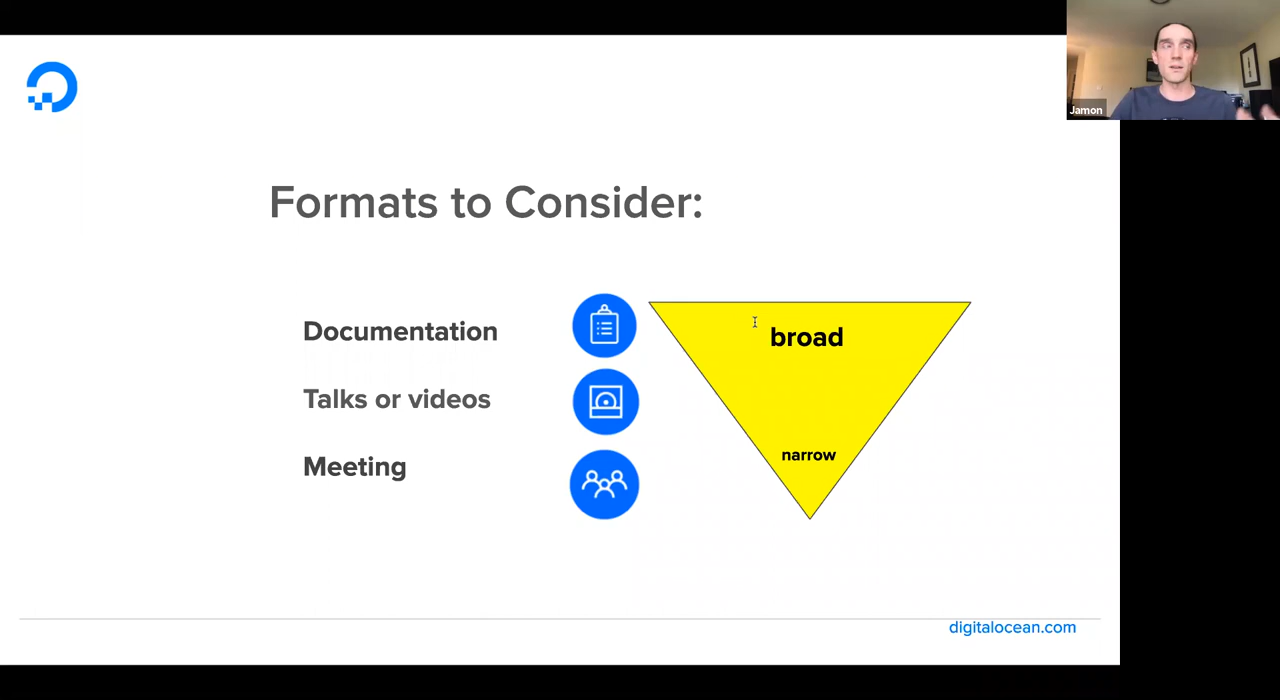 Jamon
Formats to Consider:
Documentation
broad
Talks or videos
narrow
Meeting
digitalocean.com